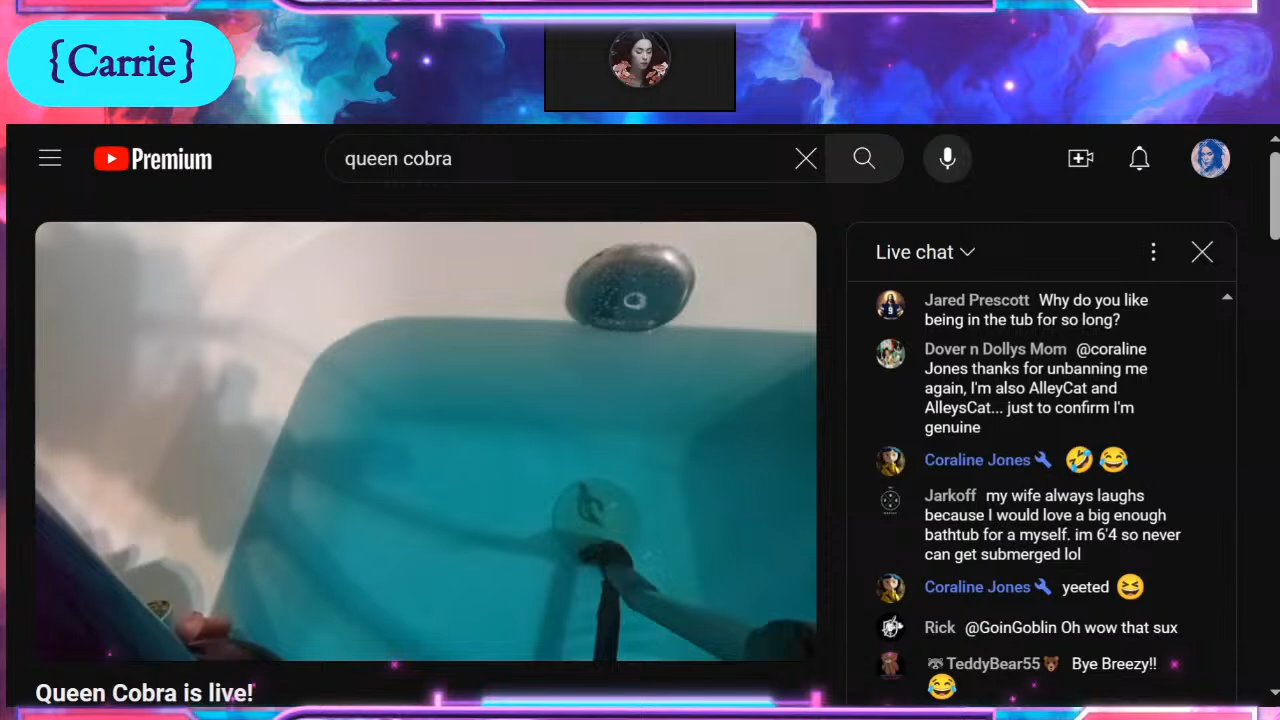 {Carrie}
Premium
queen cobra
Live chat
Jared Prescott Why do you like
being in the tub for so long?
Dover n Dollys Mom @coraline
Jones thanks for unbanning me
again, I'm also AlleyCat and
AlleysCat... just to confirm I'm
genuine
Coraline Jones 🤣 😂
Jarkoff my wife always laughs
because I would love a big enough
bathtub for a myself. im 6'4 so never
can get submerged lol
Coraline Jones yeeted 😆
Rick @GoinGoblin Oh wow that sux
🦝TeddyBear55🐻 Bye Breezy!!
😂
Queen Cobra is live!